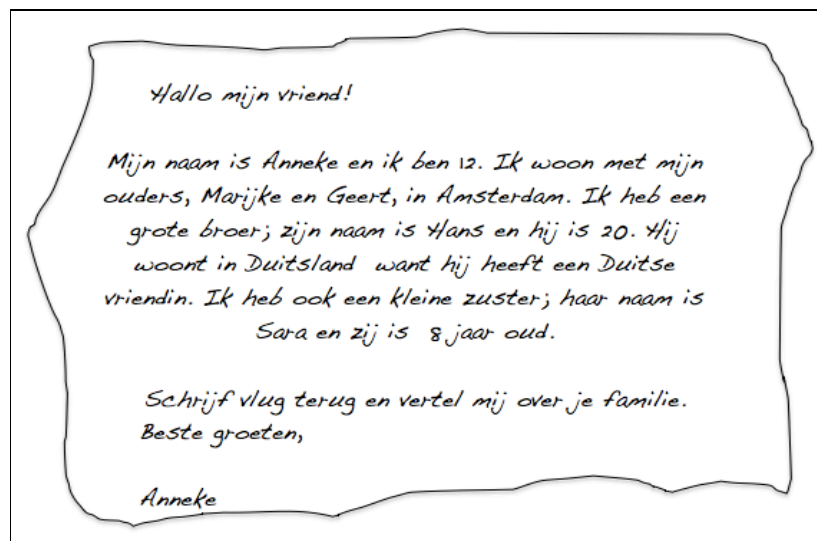 Hallo mijn vriend!
Mijn naam is Anneke en ik ben 12. Ik woon met mijn
ouders, Marijke en Geert, in Amsterdam. Ik heb een
grote broer; zijn naam is Hans en hij is 20. Hij
woont in Duitsland want hij heeft een Duitse
vriendin. Ik heb ook een kleine zuster; haar naam is
Sara en zij is 8 jaar oud.
Schrijf vlug terug en vertel mij over je familie.
Beste groeten,
Anneke